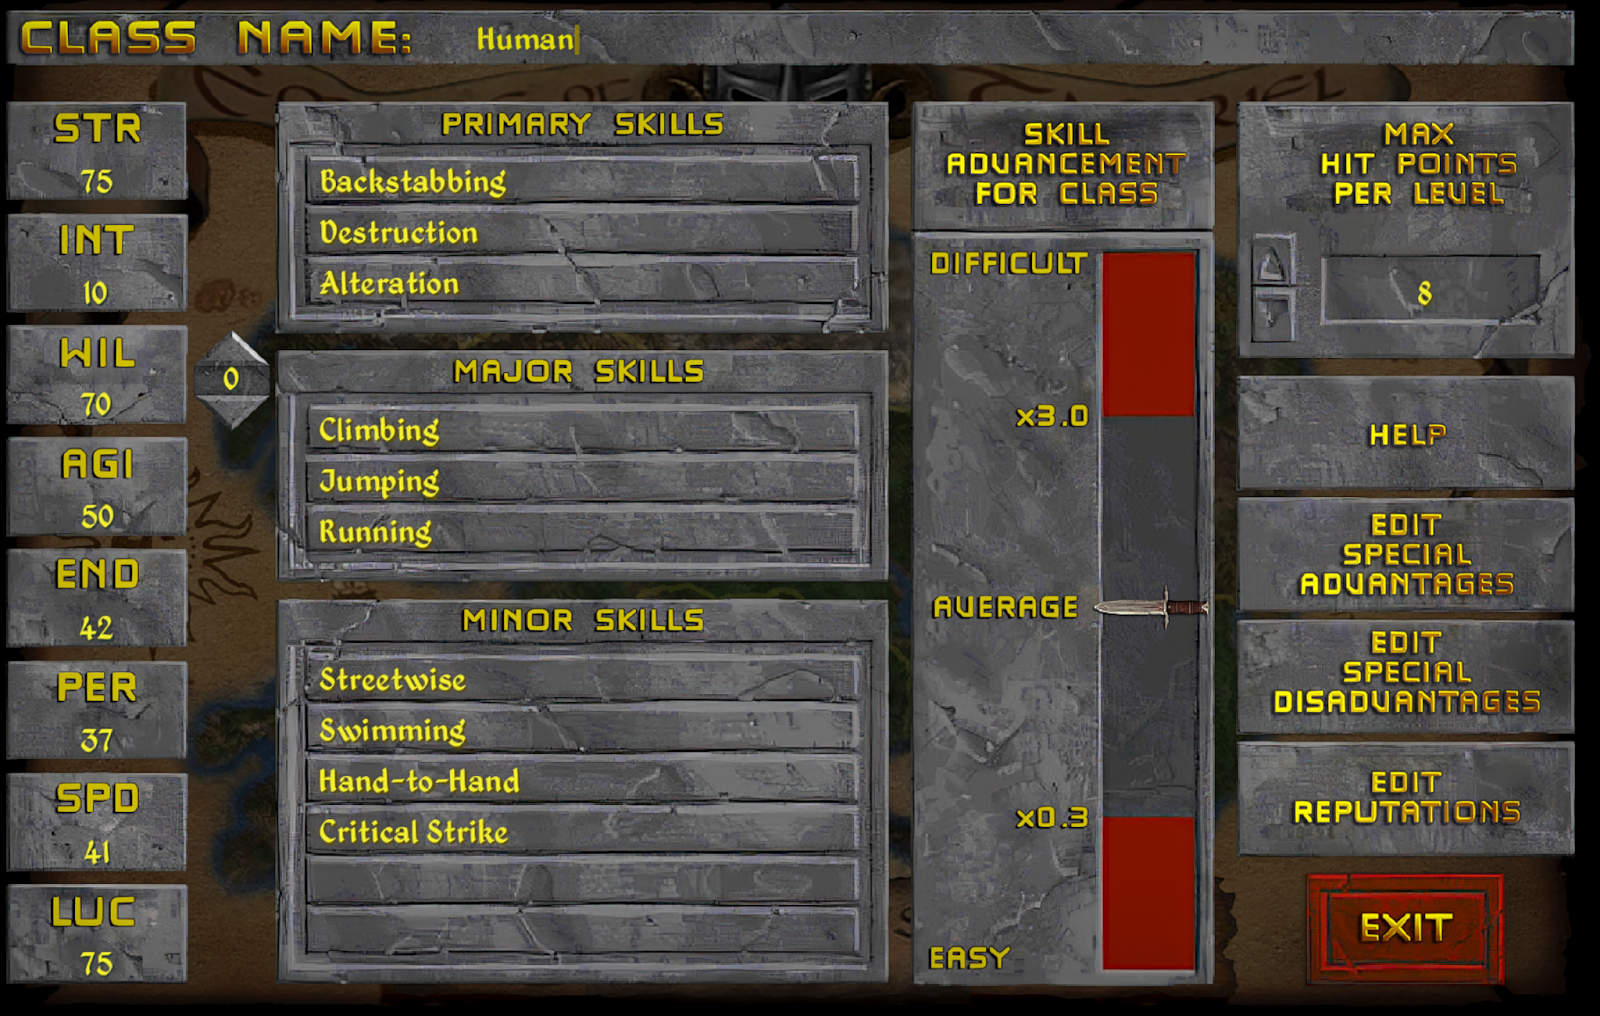 CLASS NAME: Human
STR
75
INT
10
WIL
70
0
AGI
50
END
42
PER
37
SPD
41
LUC
75
PRIMARY SKILLS
Backstabbing
Destruction
Alteration
MAJOR SKILLS
Climbing
Jumping
Running
MINOR SKILLS
Streetwise
Swimming
Hand-to-Hand
Critical Strike
SKILL
ADVANCEMENT
FOR CLASS
DIFFICULT
x3.0
AVERAGE
x0.3
EASY
MAX
HIT POINTS
PER LEVEL
8
HELP
EDIT
SPECIAL
ADVANTAGES
EDIT
SPECIAL
DISADVANTAGES
EDIT
REPUTATIONS
EXIT